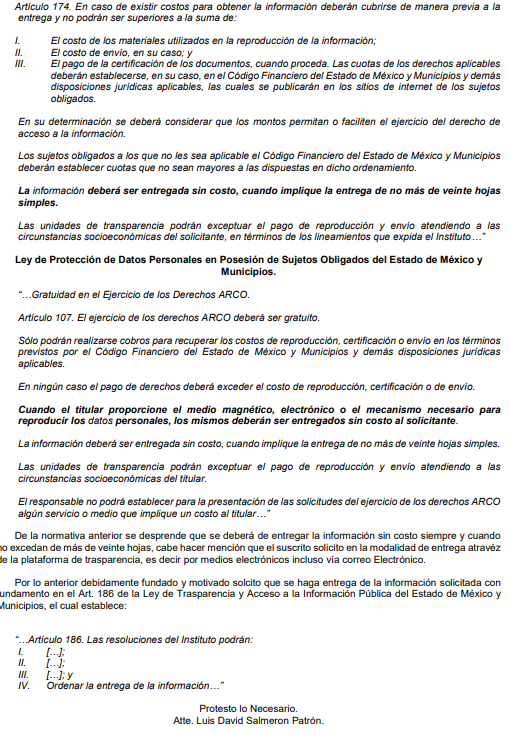 Artículo 174. En caso de existir costos para obtener la información deberán cubrirse de manera previa a la
entrega y no podrán ser superiores a la suma de:
I. El costo de los materiales utilizados en la reproducción de la información;
II. El costo de envío, en su caso; y
III. El pago de la certificación de los documentos, cuando proceda. Las cuotas de los derechos aplicables
deberán establecerse, en su caso, en el Código Financiero del Estado de México y Municipios y demás
disposiciones jurídicas aplicables, las cuales se publicarán en los sitios de internet de los sujetos
obligados.
En su determinación se deberá considerar que los montos permitan o faciliten el ejercicio del derecho de
acceso a la información.
Los sujetos obligados a los que no les sea aplicable el Código Financiero del Estado de México y Municipios
deberán establecer cuotas que no sean mayores a las dispuestas en dicho ordenamiento.
La información deberá ser entregada sin costo, cuando implique la entrega de no más de veinte hojas
simples.
Las unidades de transparencia podrán exceptuar el pago de reproducción y envío atendiendo a las
circunstancias socioeconómicas del solicitante, en términos de los lineamientos que expida el Instituto…”
Ley de Protección de Datos Personales en Posesión de Sujetos Obligados del Estado de México y
Municipios.
“…Gratuidad en el Ejercicio de los Derechos ARCO.
Artículo 107. El ejercicio de los derechos ARCO deberá ser gratuito.
Sólo podrán realizarse cobros para recuperar los costos de reproducción, certificación o envío en los términos
previstos por el Código Financiero del Estado de México y Municipios y demás disposiciones jurídicas
aplicables.
En ningún caso el pago de derechos deberá exceder el costo de reproducción, certificación o de envío.
Cuando el titular proporcione el medio magnético, electrónico o el mecanismo necesario para
reproducir los datos personales, los mismos deberán ser entregados sin costo al solicitante.
La información deberá ser entregada sin costo, cuando implique la entrega de no más de veinte hojas simples.
Las unidades de transparencia podrán exceptuar el pago de reproducción y envío atendiendo a las
circunstancias socioeconómicas del titular.
El responsable no podrá establecer para la presentación de las solicitudes del ejercicio de los derechos ARCO
algún servicio o medio que implique un costo al titular…”
De la normativa anterior se desprende que se deberá de entregar la información sin costo siempre y cuando
no excedan de más de veinte hojas, cabe hacer mención que el suscrito solicito en la modalidad de entrega atravéz
de la plataforma de trasparencia, es decir por medios electrónicos incluso vía correo Electrónico.
Por lo anterior debidamente fundado y motivado solcito que se haga entrega de la información solicitada con
undamento en el Art. 186 de la Ley de Trasparencia y Acceso a la Información Pública del Estado de México y
Municipios, el cual establece:
“…Artículo 186. Las resoluciones del Instituto podrán:
I. […];
II. […];
III. […]; y
IV. Ordenar la entrega de la información…”
Protesto lo Necesario.
Atte. Luis David Salmeron Patrón.